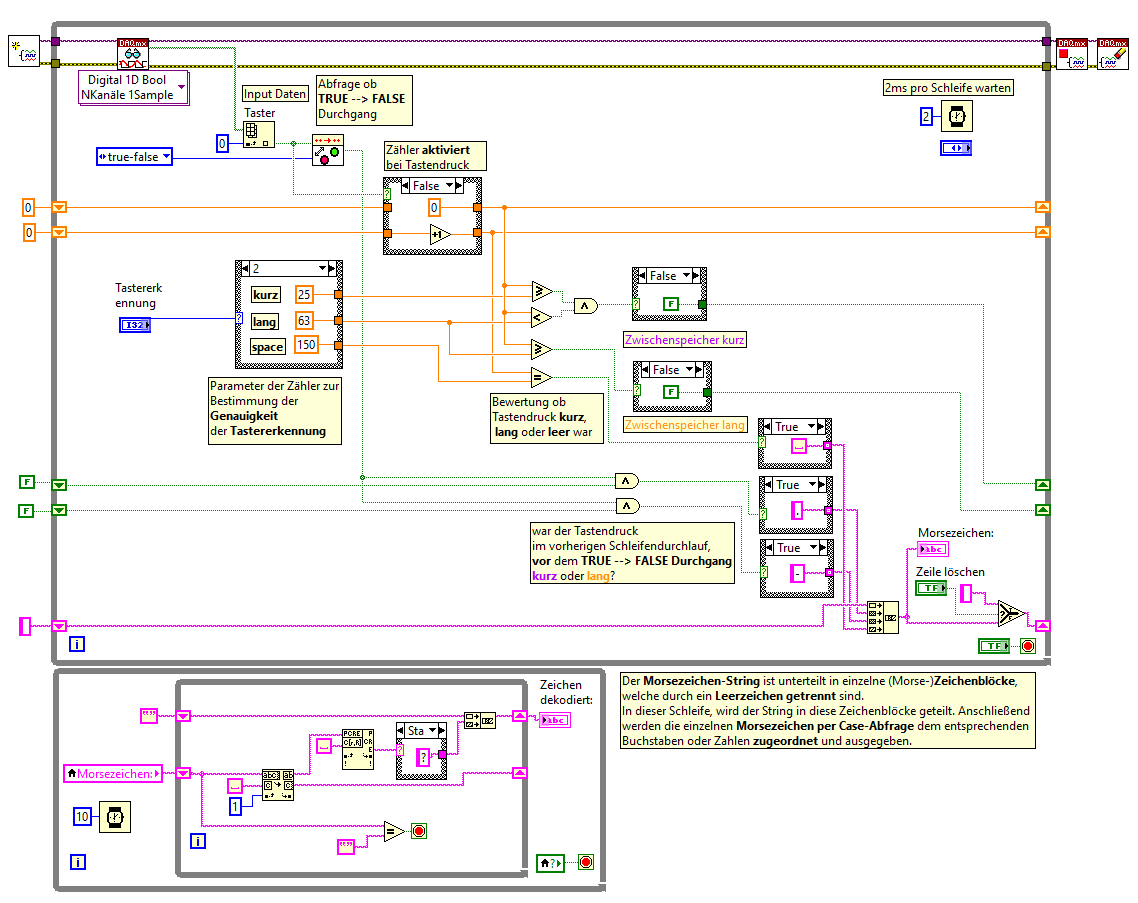 DAQmx
DAQmx
DAQmx
Digital 1D Bool
NKanäle 1Sample
Input Daten
Taster
0
true-false
Abfrage ob
TRUE --> FALSE
Durchgang
2ms pro Schleife warten
2
Zähler aktiviert
bei Tastendruck
False
?
0
+1
0
0
Tastererk
ennung
I32
2
?
kurz
25
lang
63
space
150
Parameter der Zähler zur
Bestimmung der
Genauigkeit
der Tastererkennung
≥
<
≥
=
∧
Bewertung ob
Tastendruck kurz,
lang oder leer war
False
?
F
Zwischenspeicher kurz
False
?
F
Zwischenspeicher lang
True
?
True
?
.
True
?
-
F
F
∧
∧
war der Tastendruck
im vorherigen Schleifendurchlauf,
vor dem TRUE --> FALSE Durchgang
kurz oder lang?
Morsezeichen:
abc
Zeile löschen
TF
?
TF
i
Zeichen
dekodiert:
abc
Morsezeichen:
10
i
1
i
PCRE
Sta
?
?
=
?
Der Morsezeichen-String ist unterteilt in einzelne (Morse-)Zeichenblöcke,
welche durch ein Leerzeichen getrennt sind.
In dieser Schleife, wird der String in diese Zeichenblöcke geteilt. Anschließend
werden die einzelnen Morsezeichen per Case-Abfrage dem entsprechenden
Buchstaben oder Zahlen zugeordnet und ausgegeben.